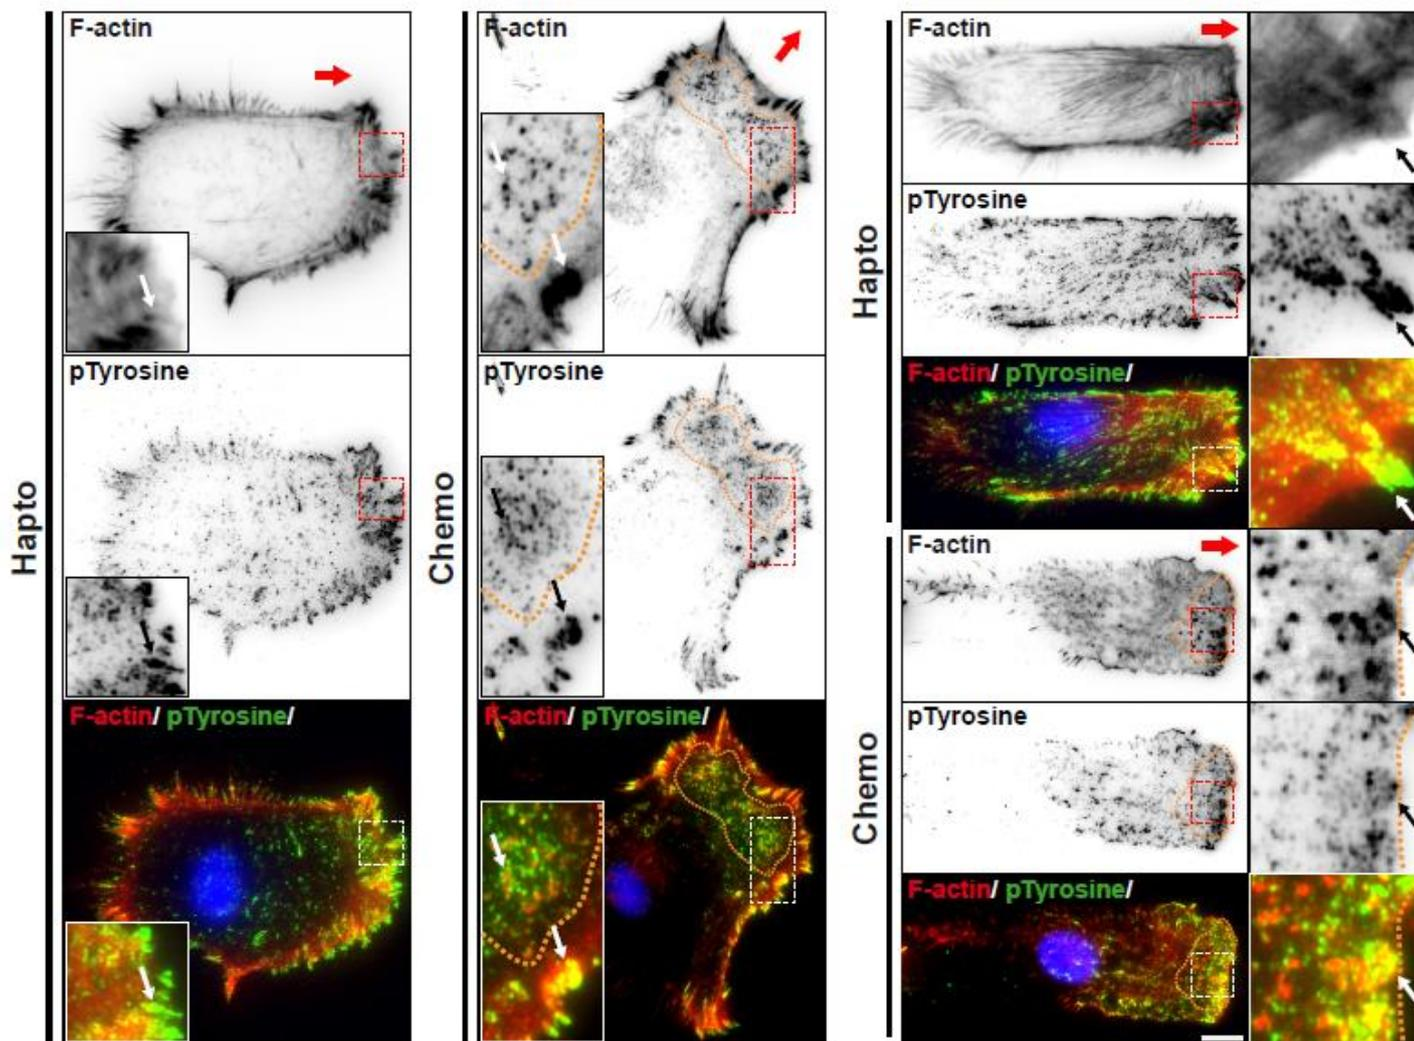 Hapto
F-actin
pTyrosine
F-actin/ pTyrosine/
Chemo
F-actin
pTyrosine
F-actin/ pTyrosine/
Hapto
F-actin
pTyrosine
F-actin/ pTyrosine/
Chemo
F-actin
pTyrosine
F-actin/ pTyrosine/